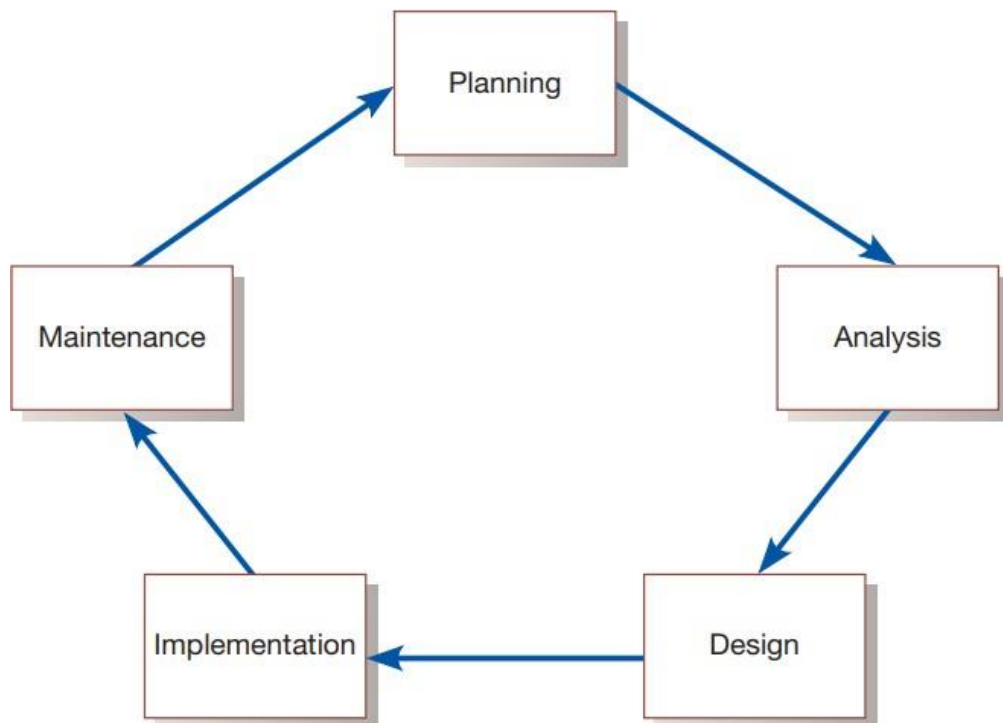 Planning
Analysis
Design
Implementation
Maintenance